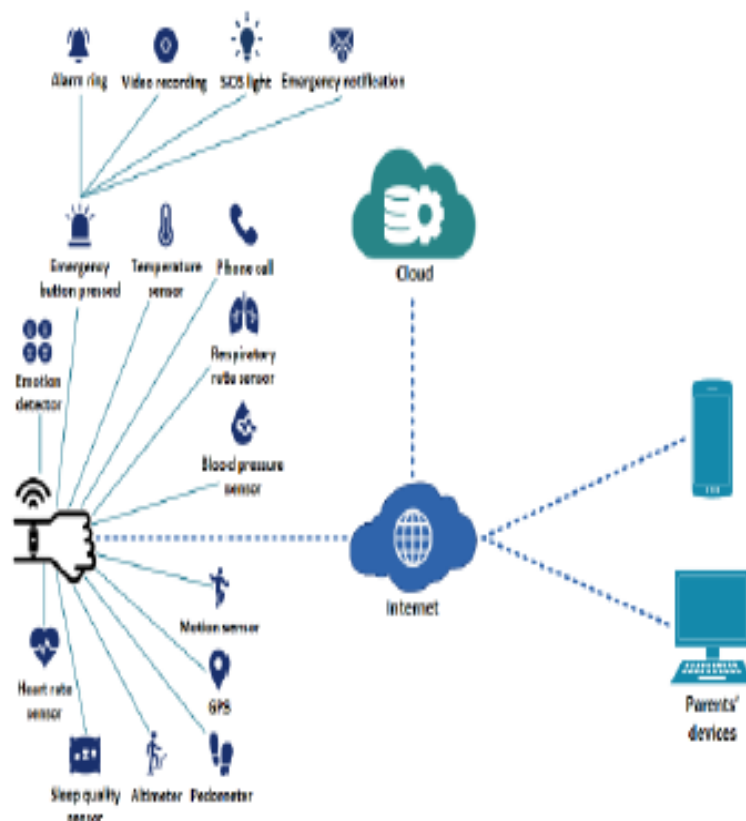 Alarm ring
Video recording
SOS light
Emergency notification
Emergency
button pressed
Temperature
sensor
Phone call
Emotion
detector
Respiratory
rate sensor
Blood pressure
sensor
Cloud
Internet
Motion sensor
Heart rate
sensor
GPS
Sleep quality
sensor
Altimeter
Pedometer
Parents'
devices